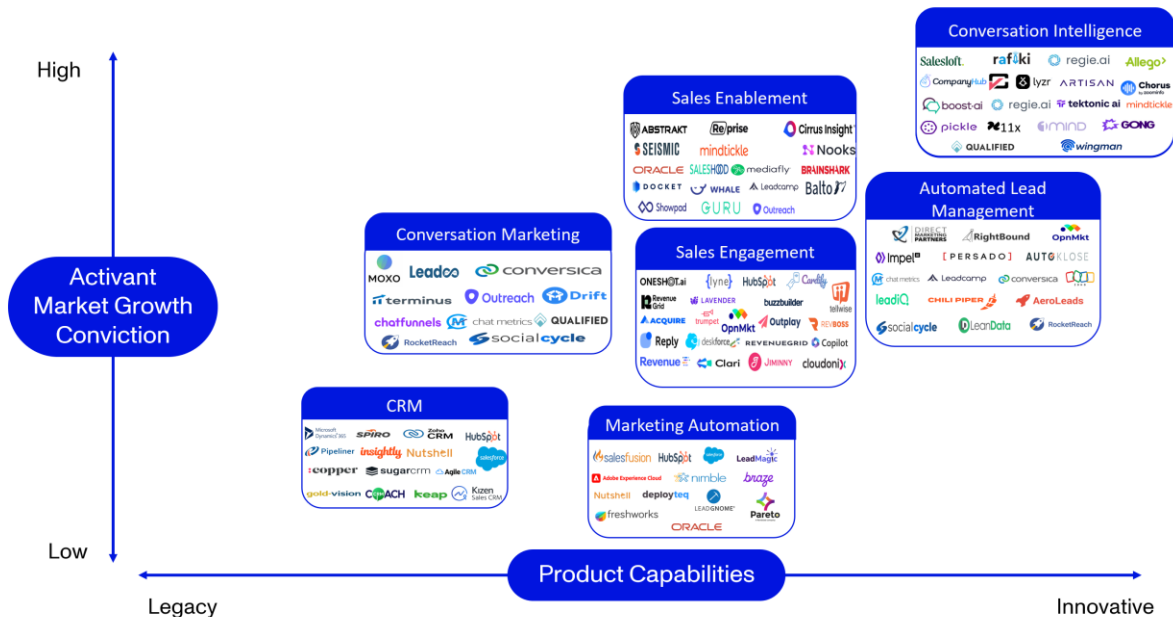 High
Activant
Market Growth
Conviction
Low
Legacy
Product Capabilities
Innovative
Conversation Intelligence
Salesloft.
rafiki
regie.ai
Allego
CompanyHub
lyzr
ARTISAN
Chorus
by zoominfo
boost.ai
regie.ai
tektonic ai
mindtickle
pickle
11x
MIND
GONG
QUALIFIED
wingman
Sales Enablement
ABSTRAKT
Reprise
Cirrus Insight
SEISMIC
mindtickle
Nooks
ORACLE
SALESHOOD
mediafly
BRAINSHARK
DOCKET
WHALE
Leadcamp
Balto
Showpad
GURU
Outreach
Automated Lead
Management
DIRECT
MARKETING
PARTNERS
RightBound
OpnMkt
Impel
[PERSADO]
AUTOKLOSE
chat metrics
Leadcamp
conversica
leadiQ
CHILI PIPER
AeroLeads
socialcycle
LeanData
RocketReach
Conversation Marketing
MOXO
Leadoo
conversica
terminus
Outreach
Drift
chatfunnels
chat metrics
QUALIFIED
RocketReach
socialcycle
Sales Engagement
ONESHOT.ai
{lyne}
HubSpot
Cardify
tellwise
Revenue
Grid
LAVENDER
buzzbuilder
ACQUIRE
trumpet
OpnMkt
Outplay
REVBOSS
Reply
deskforce
REVENUEGRID
Copilot
Revenue
Clari
JIMINNY
cloudonix
CRM
Microsoft
Dynamics 365
SPIRO
Zoho
CRM
HubSpot
Pipeliner
insightly
Nutshell
salesforce
:copper
sugarcrm
Agile CRM
gold-vision
COACH
keap
Kizen
Sales CRM
Marketing Automation
salesfusion
HubSpot
salesforce
LeadMagic
Adobe Experience Cloud
nimble
braze
Nutshell
deployteq
LEADGNOME
Pareto
freshworks
ORACLE